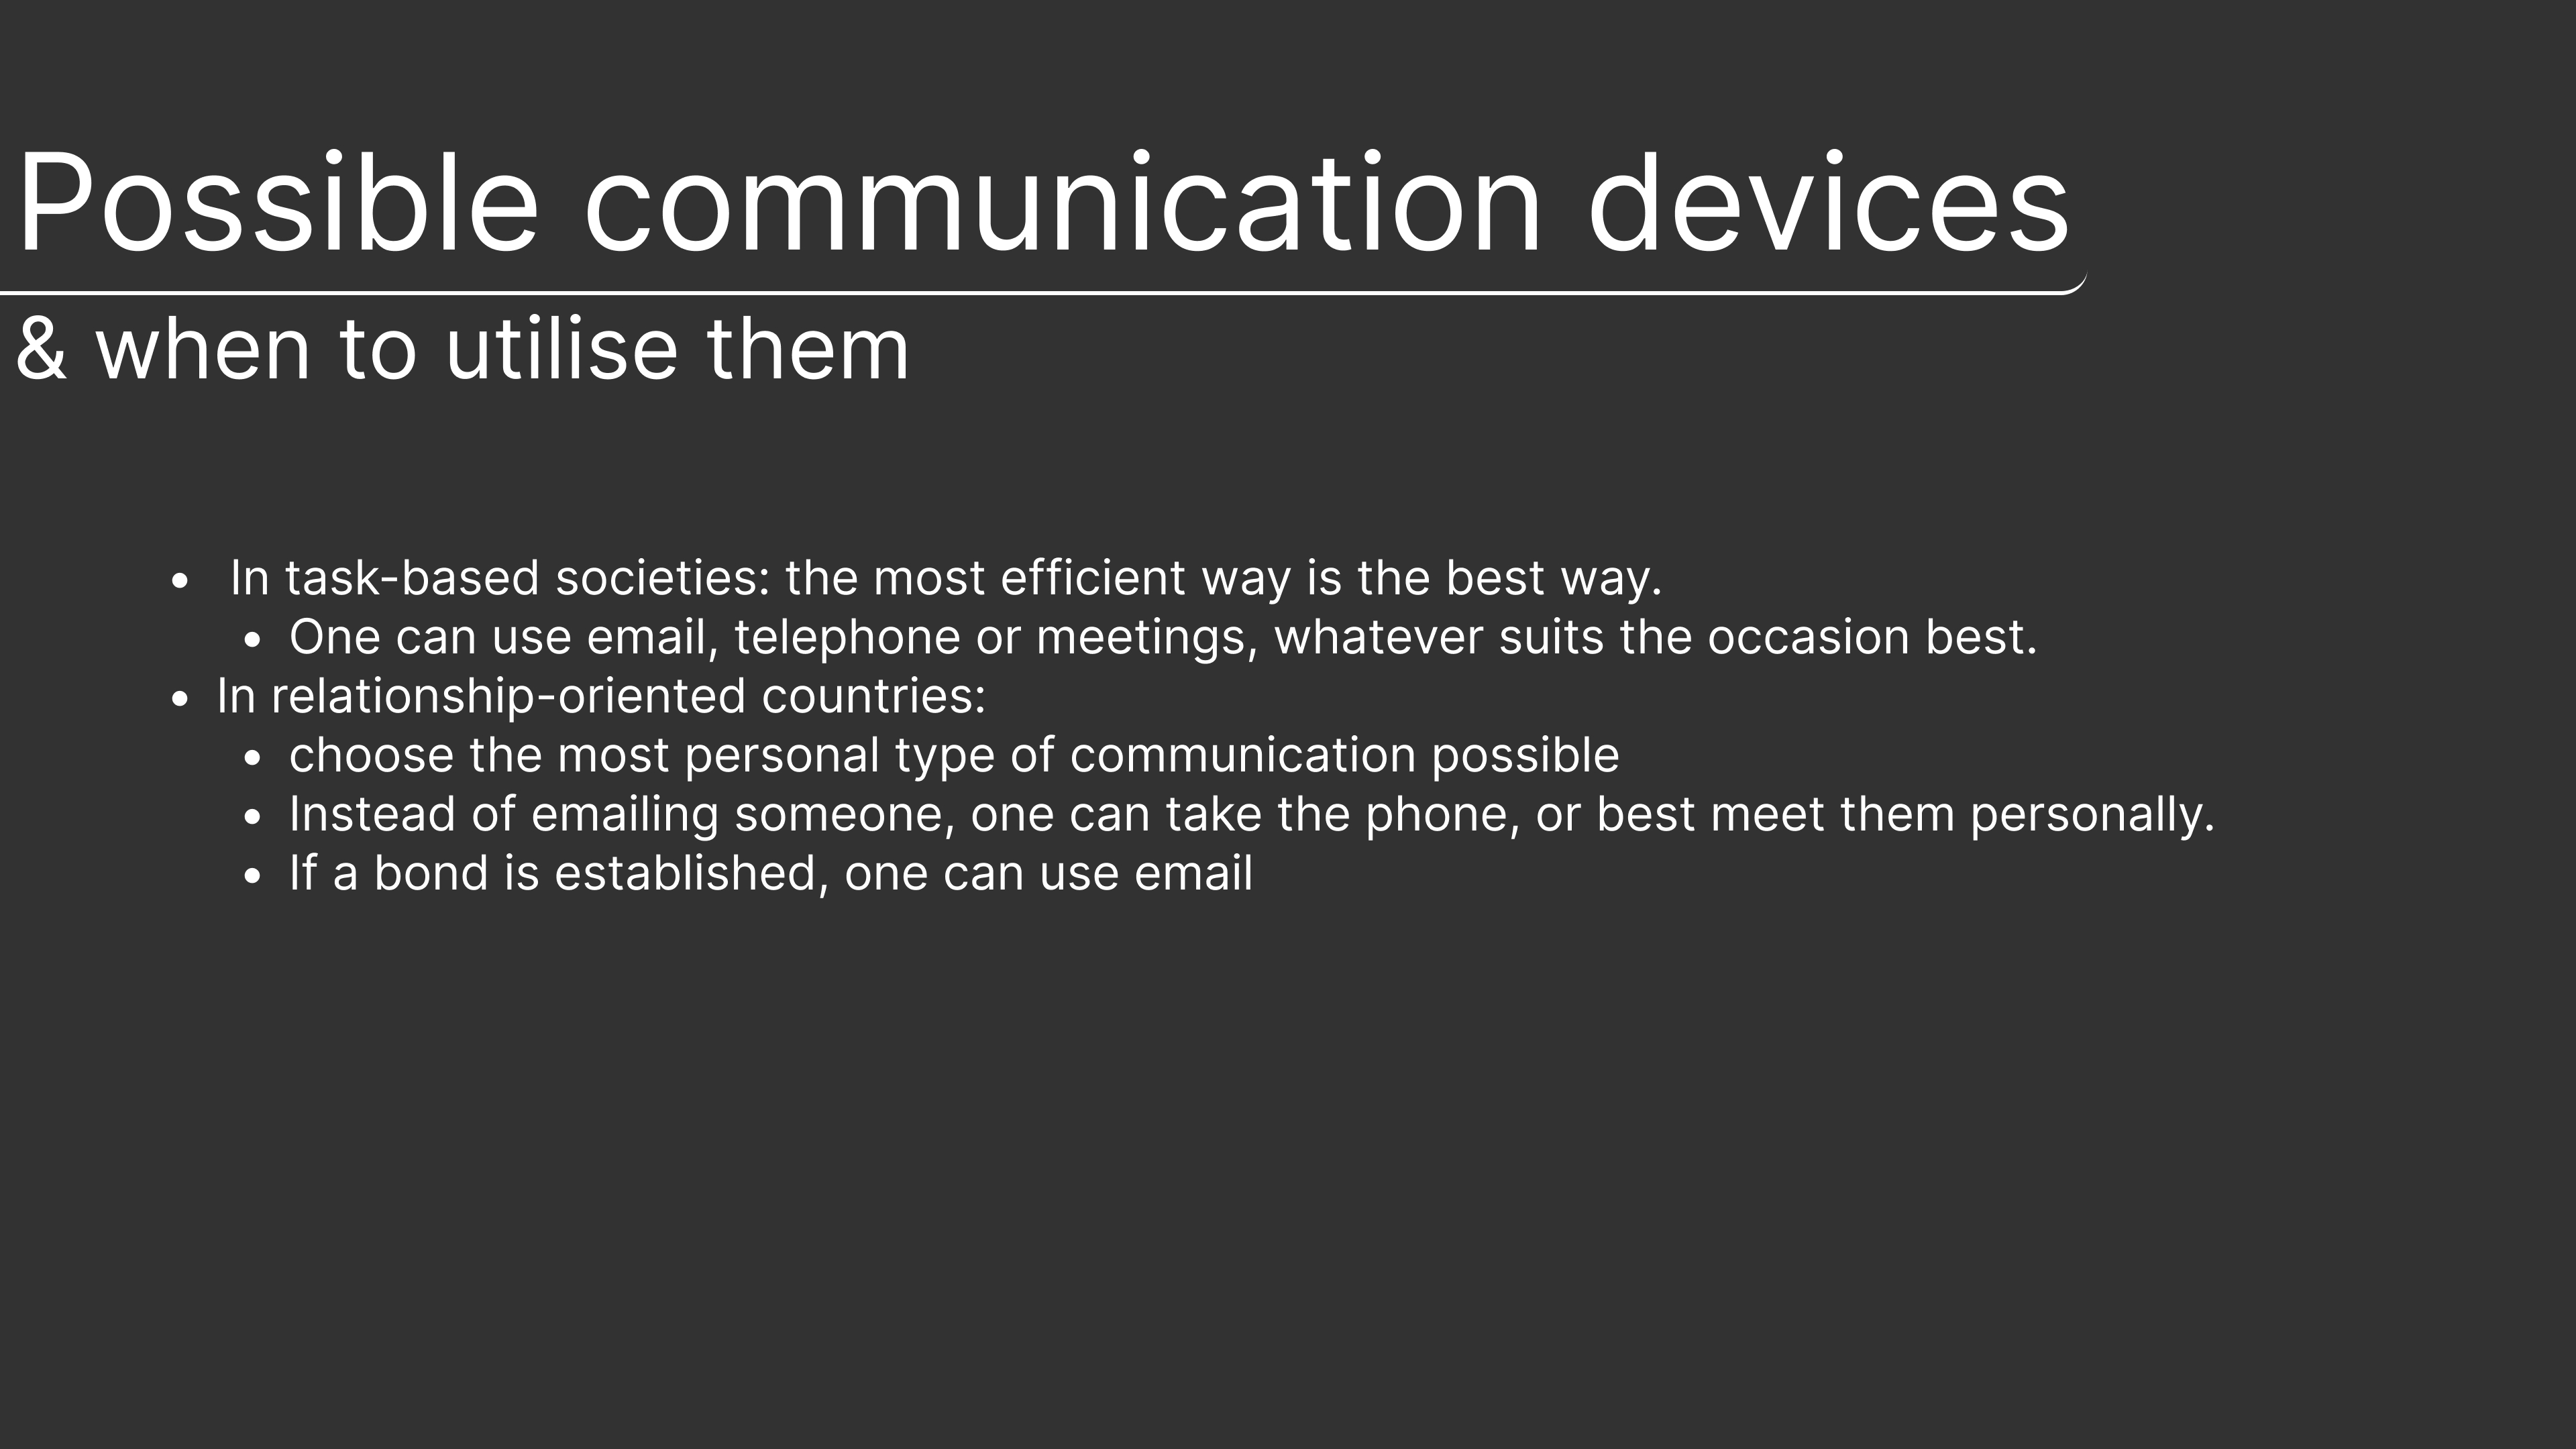 Possible communication devices
& when to utilise them
• In task-based societies: the most efficient way is the best way.
• One can use email, telephone or meetings, whatever suits the occasion best.
• In relationship-oriented countries:
• choose the most personal type of communication possible
• Instead of emailing someone, one can take the phone, or best meet them personally.
• If a bond is established, one can use email